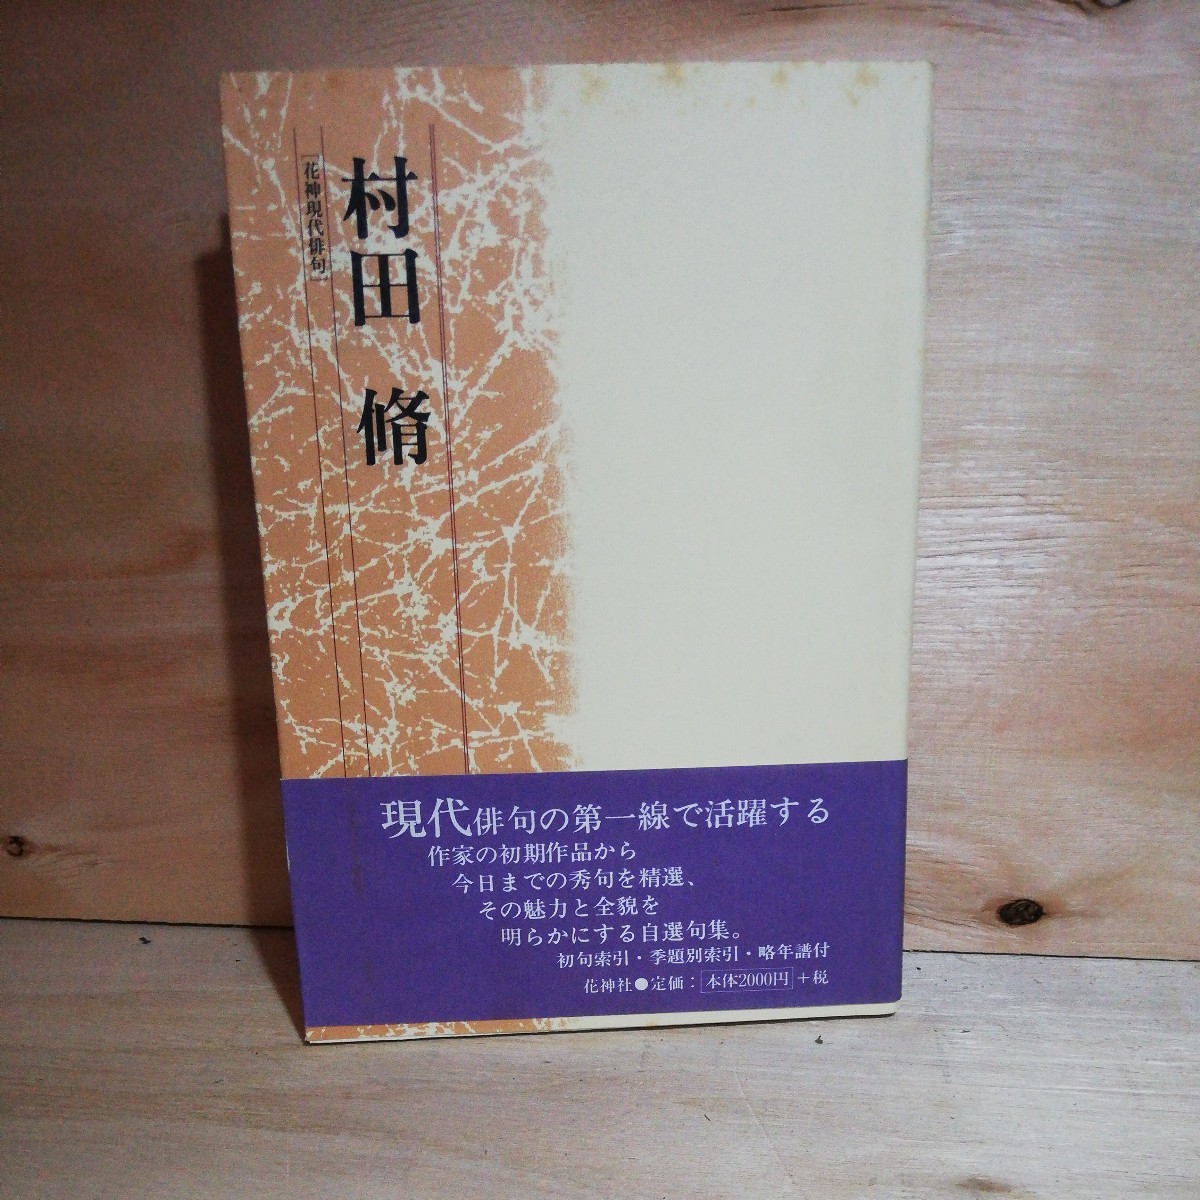 村田 脩
[花神現代俳句]
現代俳句の第一線で活躍する
作家の初期作品から
今日までの秀句を精選、
その魅力と全貌を
明らかにする自選句集。
初句索引・季題別索引・略年譜付
花神社●定価：本体2000円＋税